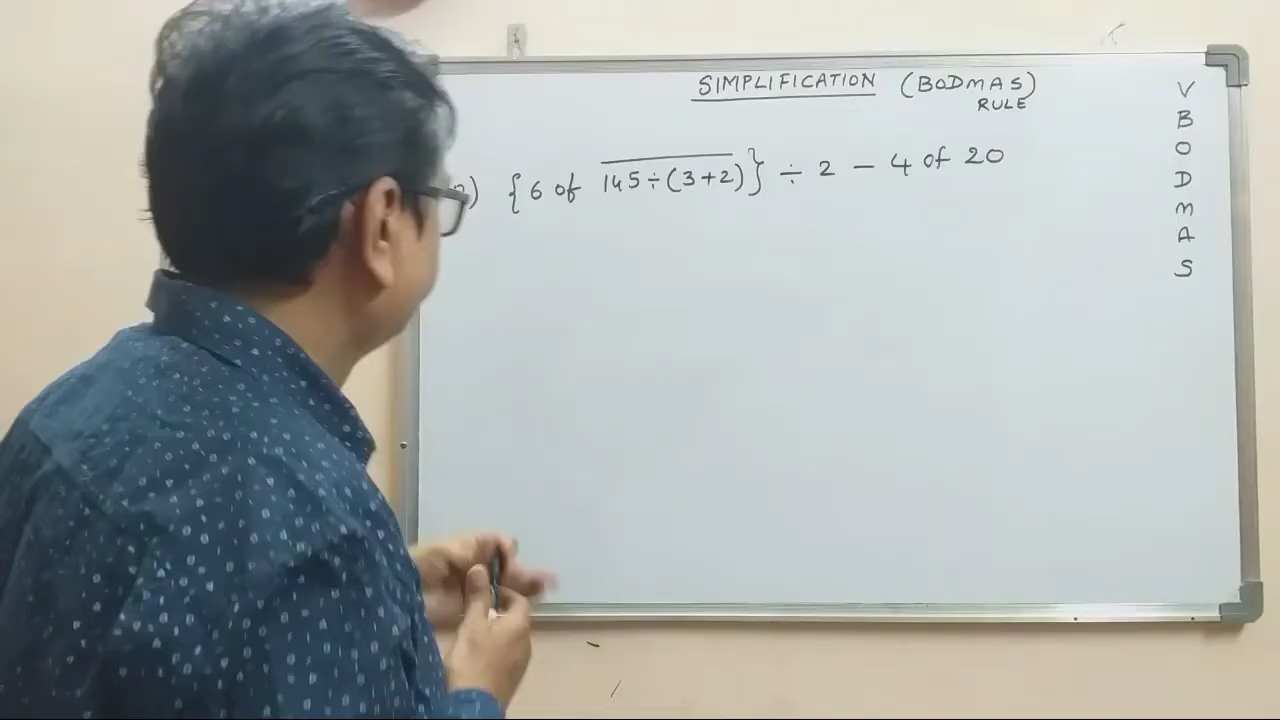 SIMPLIFICATION (BODMAS)
RULE
) { 6 of 145÷(3+2) } ÷ 2 − 4 of 20
V
B
O
D
M
A
S